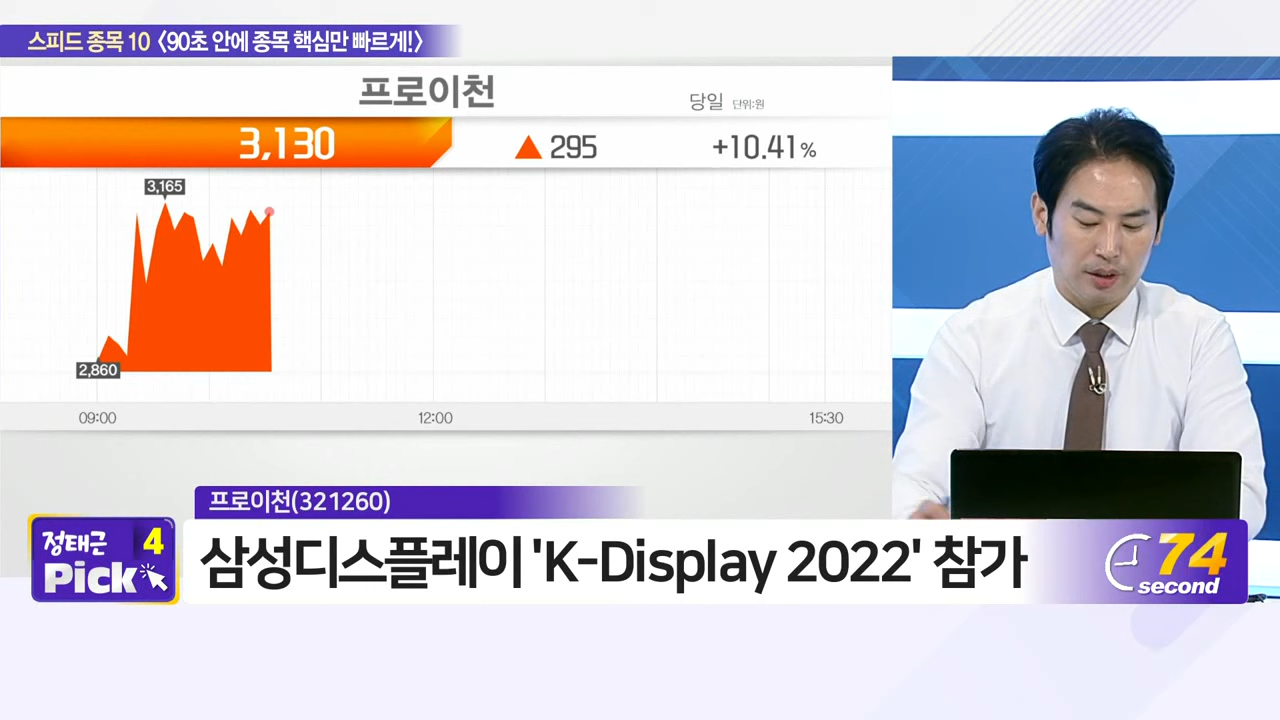 스피드 종목 10 <90초 안에 종목 핵심만 빠르게!>
프로이천
당일 단위:원
3,130 ▲ 295 +10.41%
3,165
2,860
09:00 12:00 15:30
프로이천(321260)
정태근 4
Pick
삼성디스플레이 'K-Display 2022' 참가
74
second